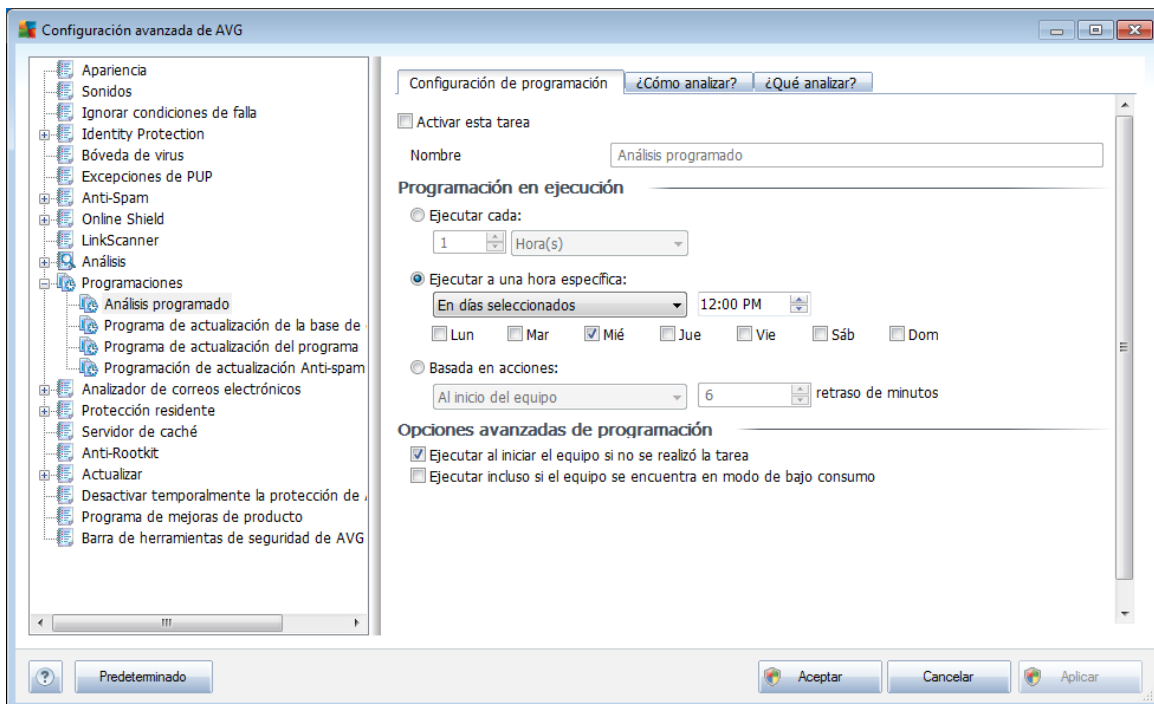 Configuración avanzada de AVG
Apariencia
Sonidos
Ignorar condiciones de falla
Identity Protection
Bóveda de virus
Excepciones de PUP
Anti-Spam
Online Shield
LinkScanner
Análisis
Programaciones
Análisis programado
Programa de actualización de la base de
Programa de actualización del programa
Programación de actualización Anti-spam
Analizador de correos electrónicos
Protección residente
Servidor de caché
Anti-Rootkit
Actualizar
Desactivar temporalmente la protección de
Programa de mejoras de producto
Barra de herramientas de seguridad de AVG
Configuración de programación ¿Cómo analizar? ¿Qué analizar?
Activar esta tarea
Nombre Análisis programado
Programación en ejecución
Ejecutar cada:
1 Hora(s)
Ejecutar a una hora específica:
En días seleccionados 12:00 PM
Lun Mar Mié Jue Vie Sáb Dom
Basada en acciones:
Al inicio del equipo 6 retraso de minutos
Opciones avanzadas de programación
Ejecutar al iniciar el equipo si no se realizó la tarea
Ejecutar incluso si el equipo se encuentra en modo de bajo consumo
? Predeterminado Aceptar Cancelar Aplicar